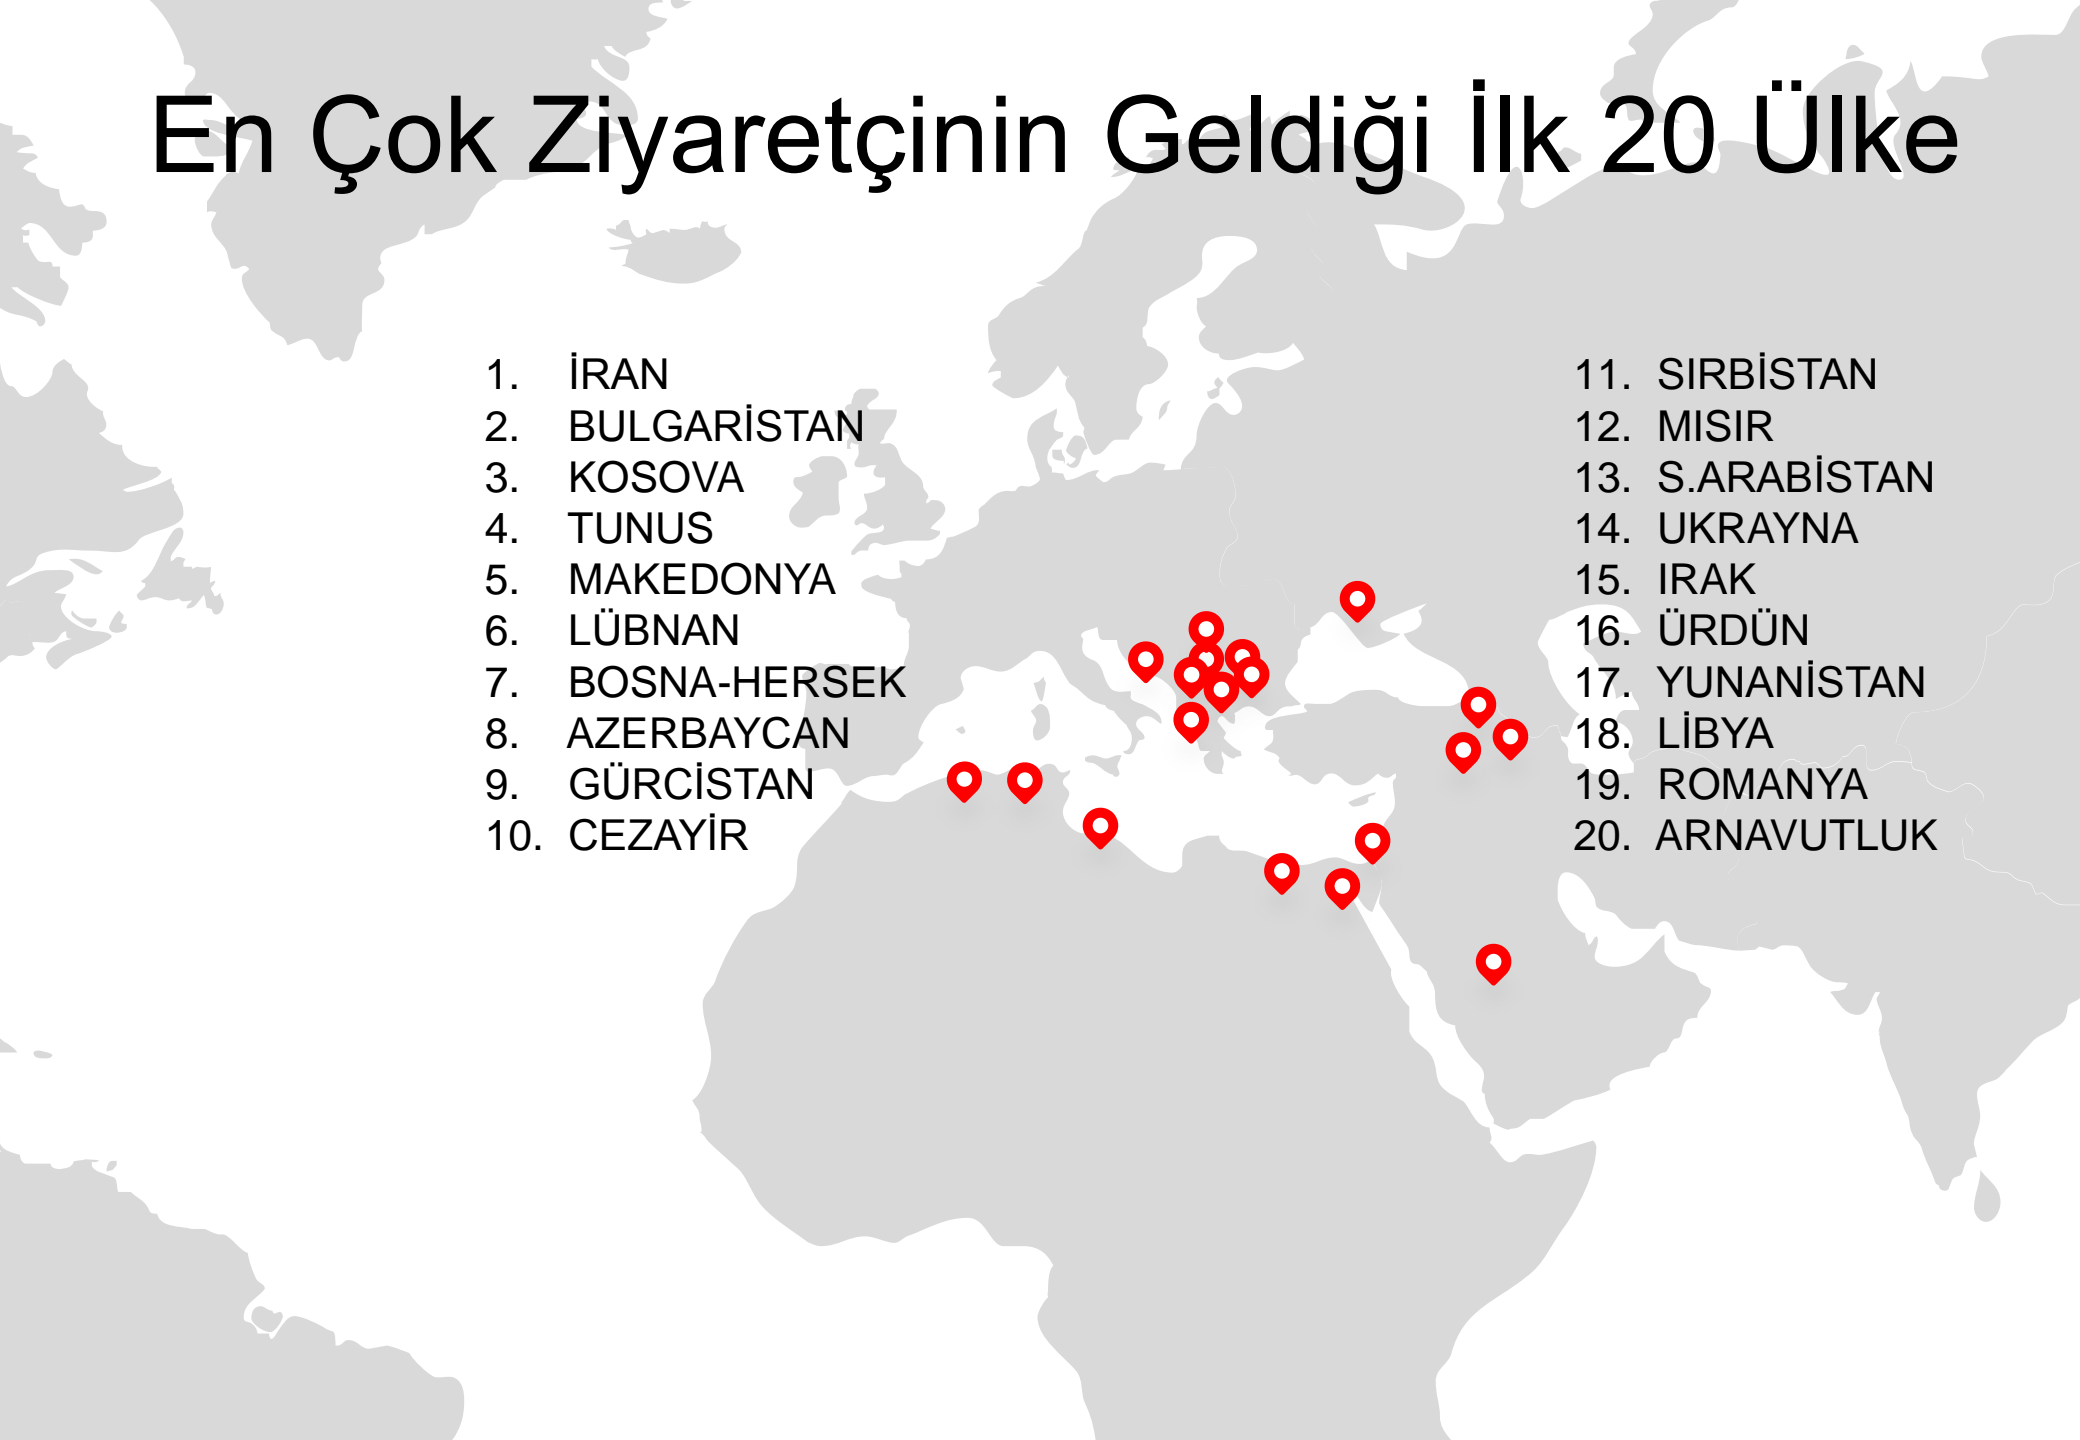 En Çok Ziyaretçinin Geldiği İlk 20 Ülke
1. İRAN
2. BULGARİSTAN
3. KOSOVA
4. TUNUS
5. MAKEDONYA
6. LÜBNAN
7. BOSNA-HERSEK
8. AZERBAYCAN
9. GÜRCİSTAN
10. CEZAYİR
11. SIRBİSTAN
12. MISIR
13. S.ARABİSTAN
14. UKRAYNA
15. IRAK
16. ÜRDÜN
17. YUNANİSTAN
18. LİBYA
19. ROMANYA
20. ARNAVUTLUK